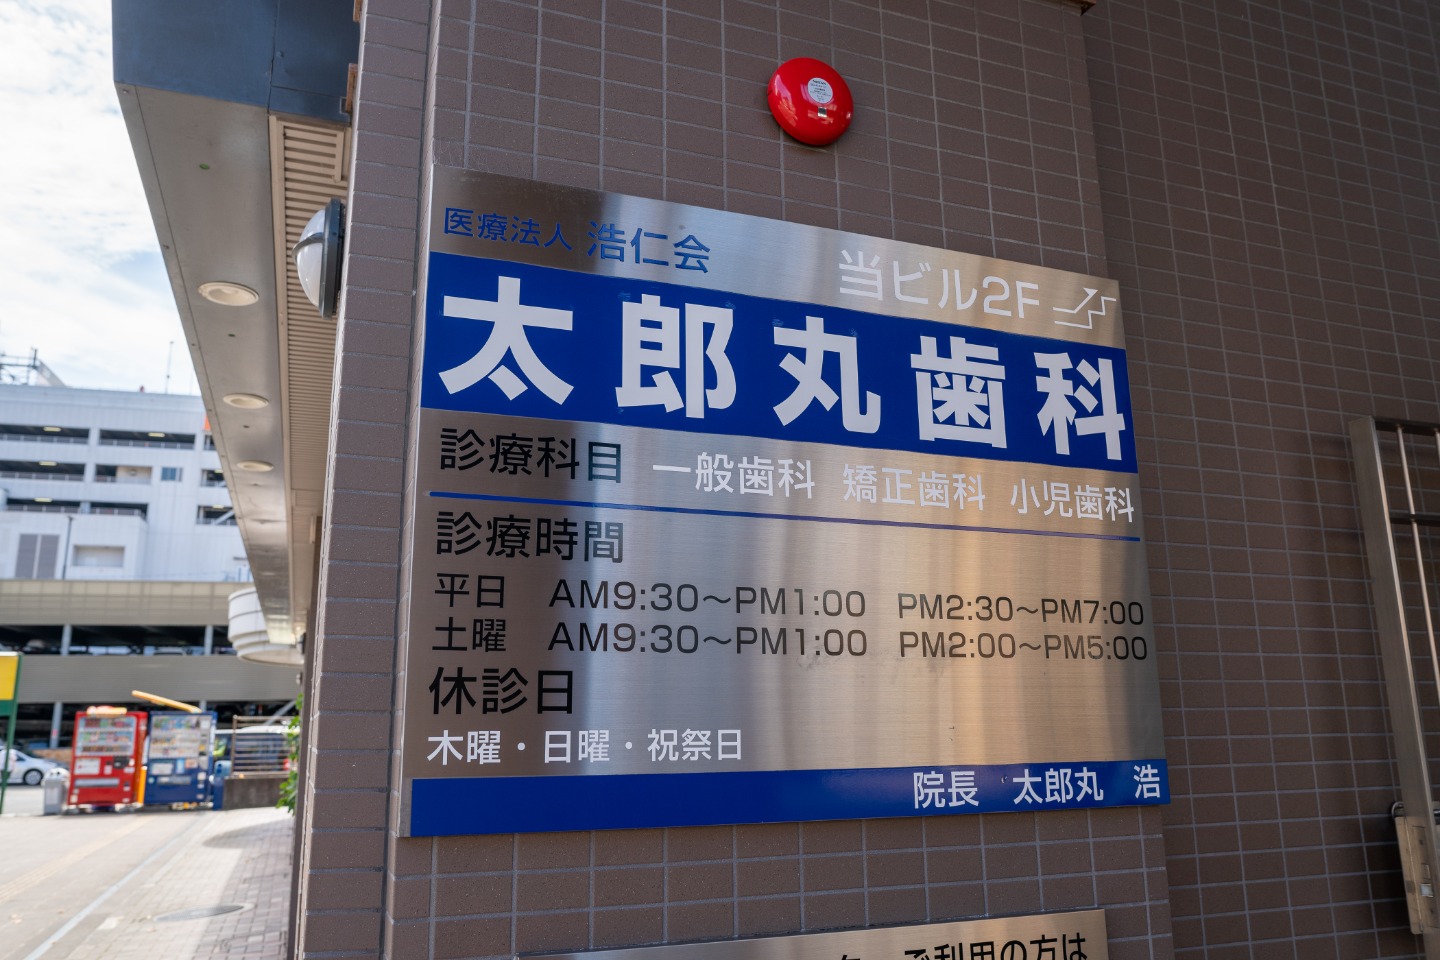 医療法人 浩仁会
当ビル2F
太郎丸歯科
診療科目 一般歯科 矯正歯科 小児歯科
診療時間
平日 AM9:30〜PM1:00 PM2:30〜PM7:00
土曜 AM9:30〜PM1:00 PM2:00〜PM5:00
休診日
木曜・日曜・祝祭日
院長 太郎丸 浩
ご利用の方は